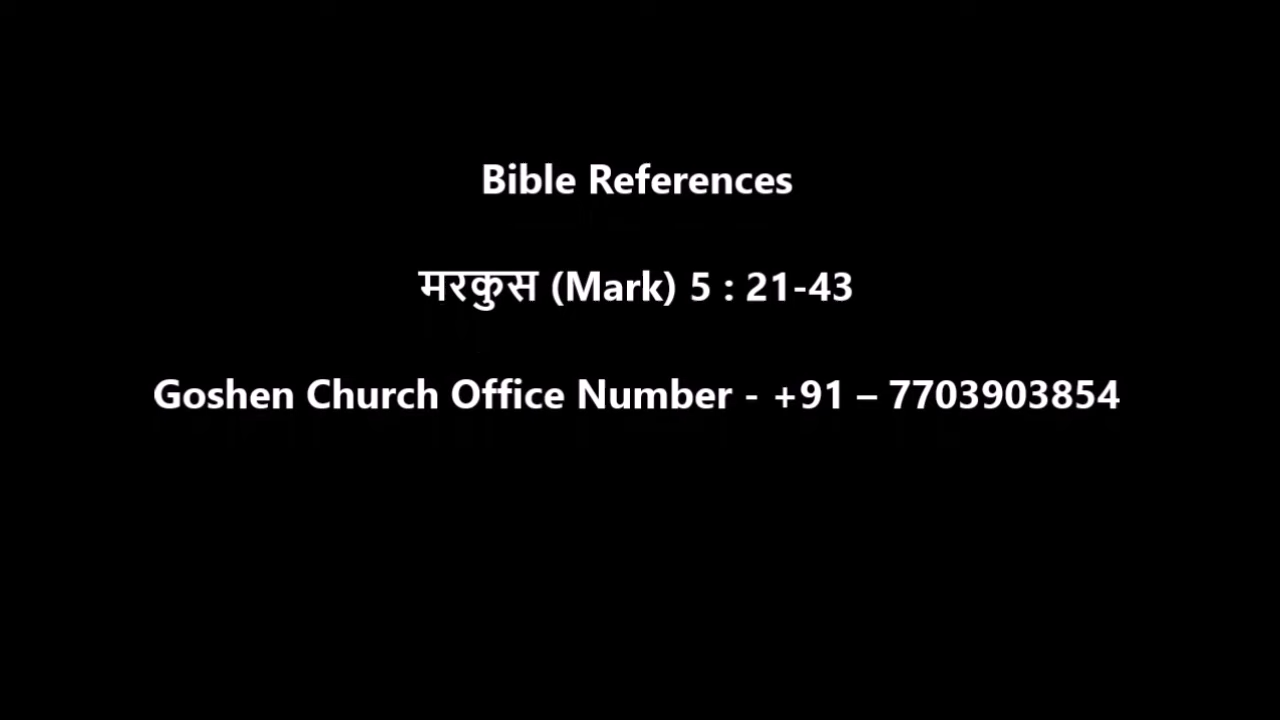 Bible References
मरकुस (Mark) 5 : 21-43
Goshen Church Office Number - +91 – 7703903854